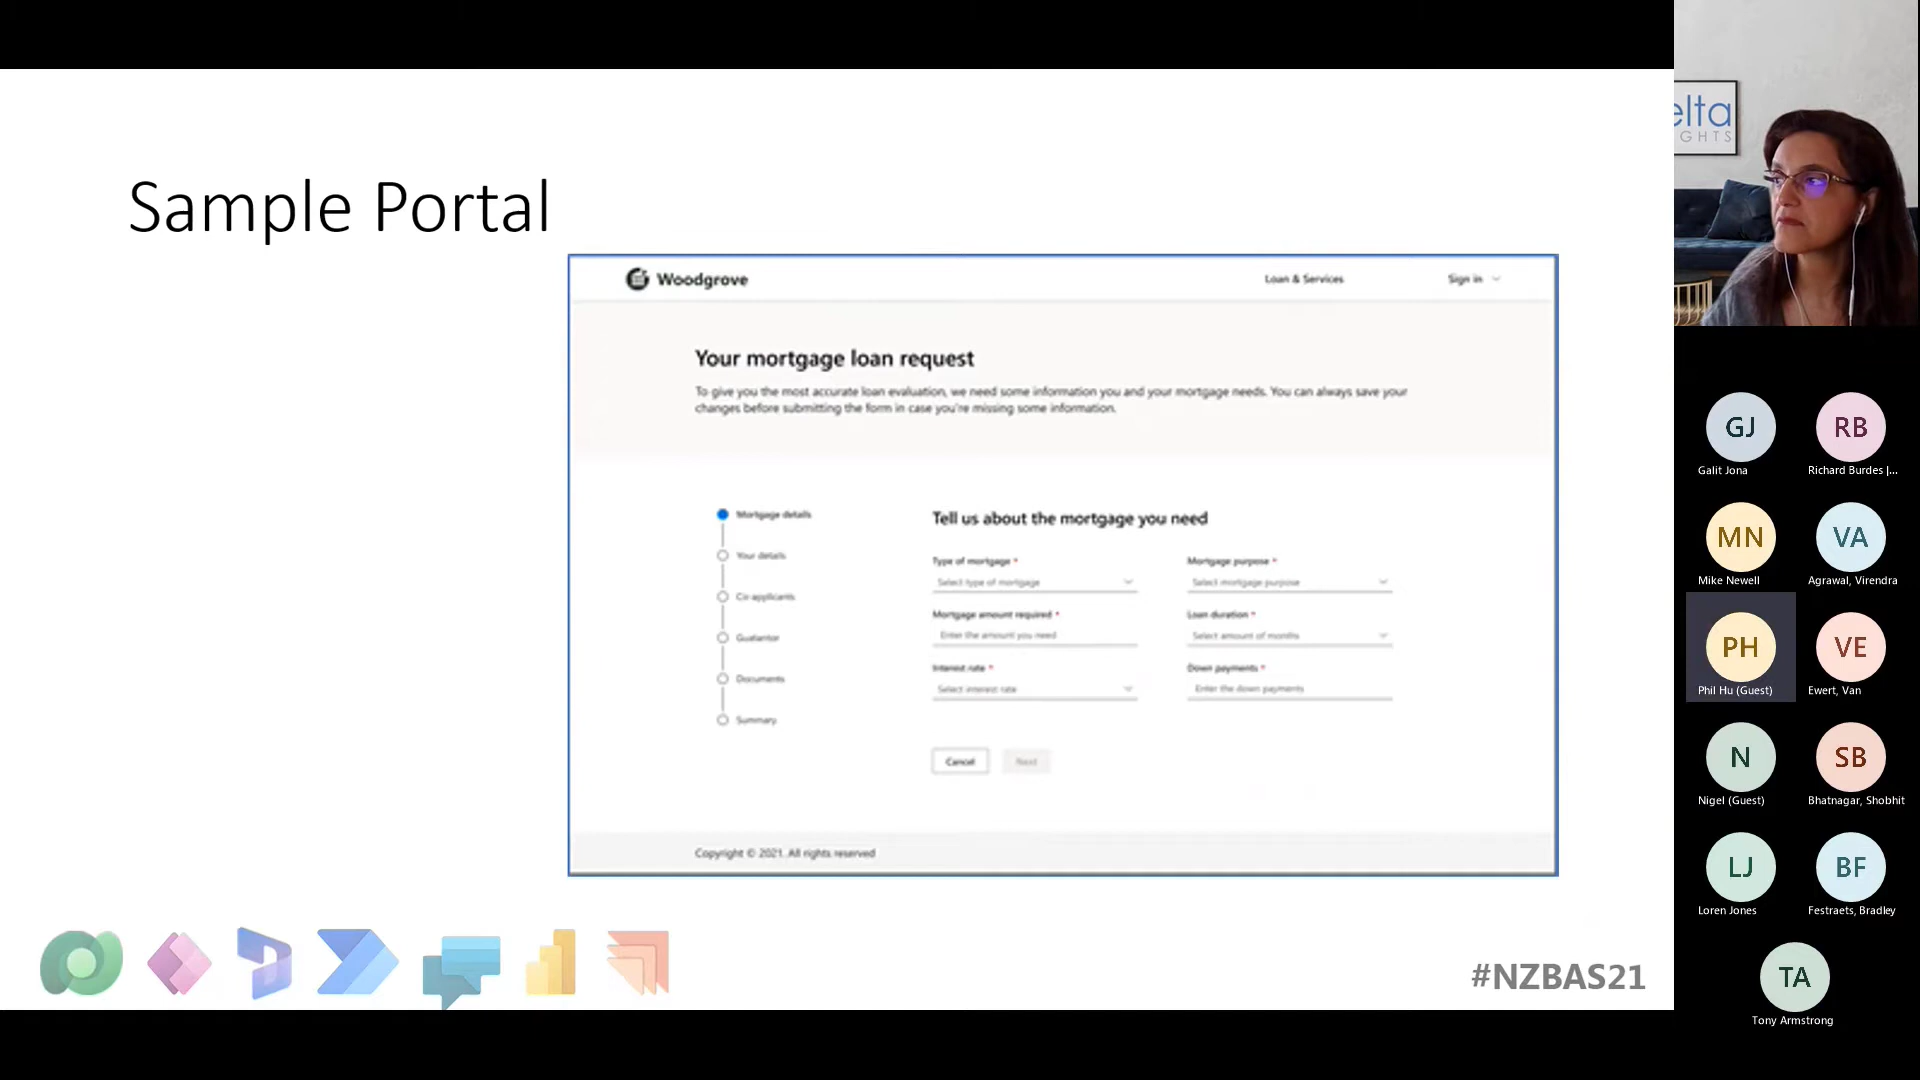 Sample Portal
Woodgrove
Loan & Services
Sign in
Your mortgage loan request
To give you the most accurate loan evaluation, we need some information you and your mortgage needs. You can always save your
changes before submitting the form in case you're missing some information.
Mortgage details
Your details
Co-applicants
Guarantor
Documents
Summary
Tell us about the mortgage you need
Type of mortgage *
Select type of mortgage
Mortgage purpose *
Select mortgage purpose
Mortgage amount required *
Enter the amount you need
Loan duration *
Select amount of months
Interest rate *
Select interest rate
Down payments *
Enter the down payments
Cancel
Next
Copyright © 2021. All rights reserved
#NZBAS21
elta
GHTS
GJ
Galit Jona
RB
Richard Burdes |...
MN
Mike Newell
VA
Agrawal, Virendra
PH
Phil Hu (Guest)
VE
Ewert, Van
N
Nigel (Guest)
SB
Bhatnagar, Shobhit
LJ
Loren Jones
BF
Festraets, Bradley
TA
Tony Armstrong